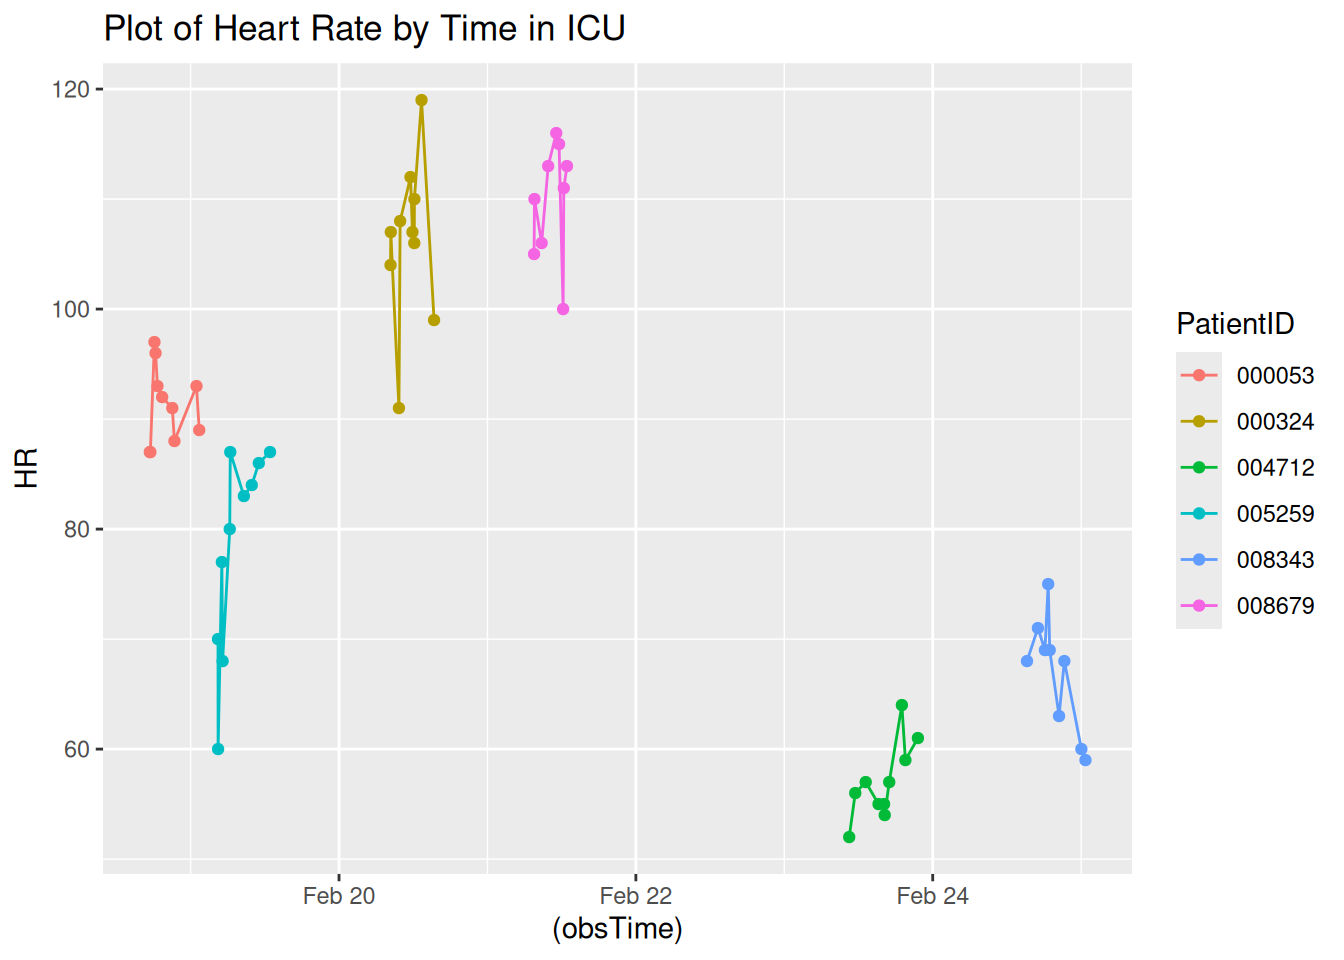 Plot of Heart Rate by Time in ICU
120
100
80
60
HR
Feb 20
Feb 22
Feb 24
(obsTime)
PatientID
000053
000324
004712
005259
008343
008679